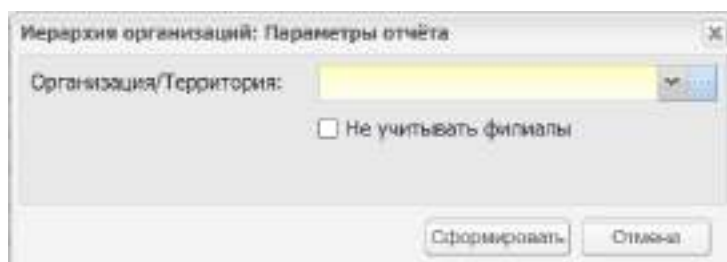 Иерархия организаций: Параметры отчёта
Организация/Территория:
Не учитывать филиалы
Сформировать Отмена